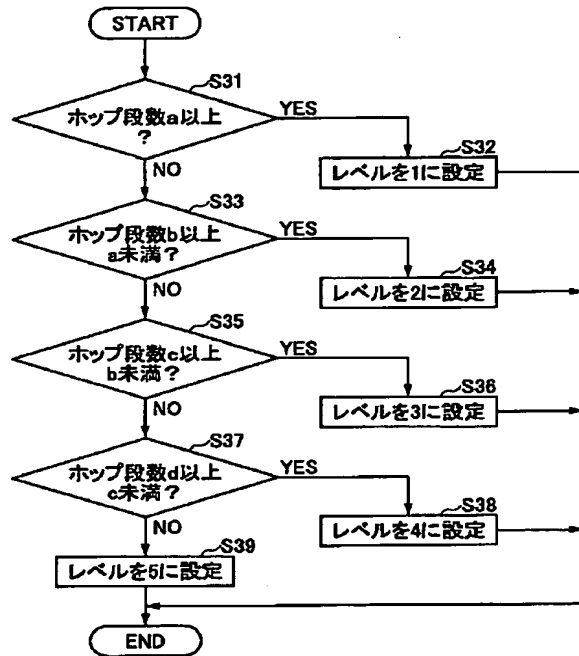 START
S31
ホップ段数a以上
?
YES
S32
レベルを1に設定
NO
S33
ホップ段数b以上
a未満?
YES
S34
レベルを2に設定
NO
S35
ホップ段数c以上
b未満?
YES
S36
レベルを3に設定
NO
S37
ホップ段数d以上
c未満?
YES
S38
レベルを4に設定
NO
S39
レベルを5に設定
END